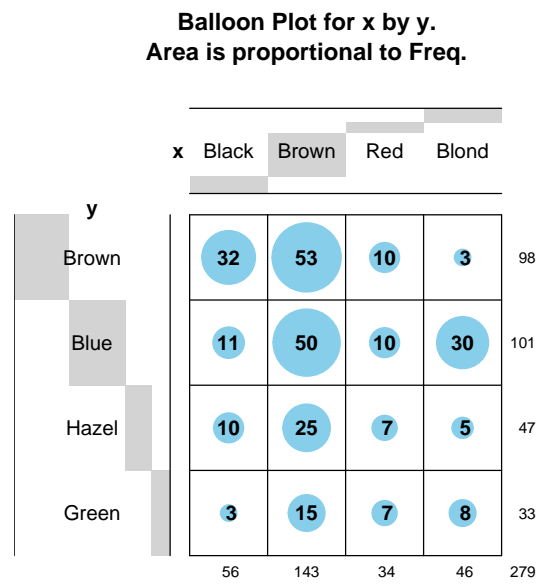 Balloon Plot for x by y.
Area is proportional to Freq.
x Black Brown Red Blond
y
Brown 32 53 10 3 98
Blue 11 50 10 30 101
Hazel 10 25 7 5 47
Green 3 15 7 8 33
56 143 34 46 279